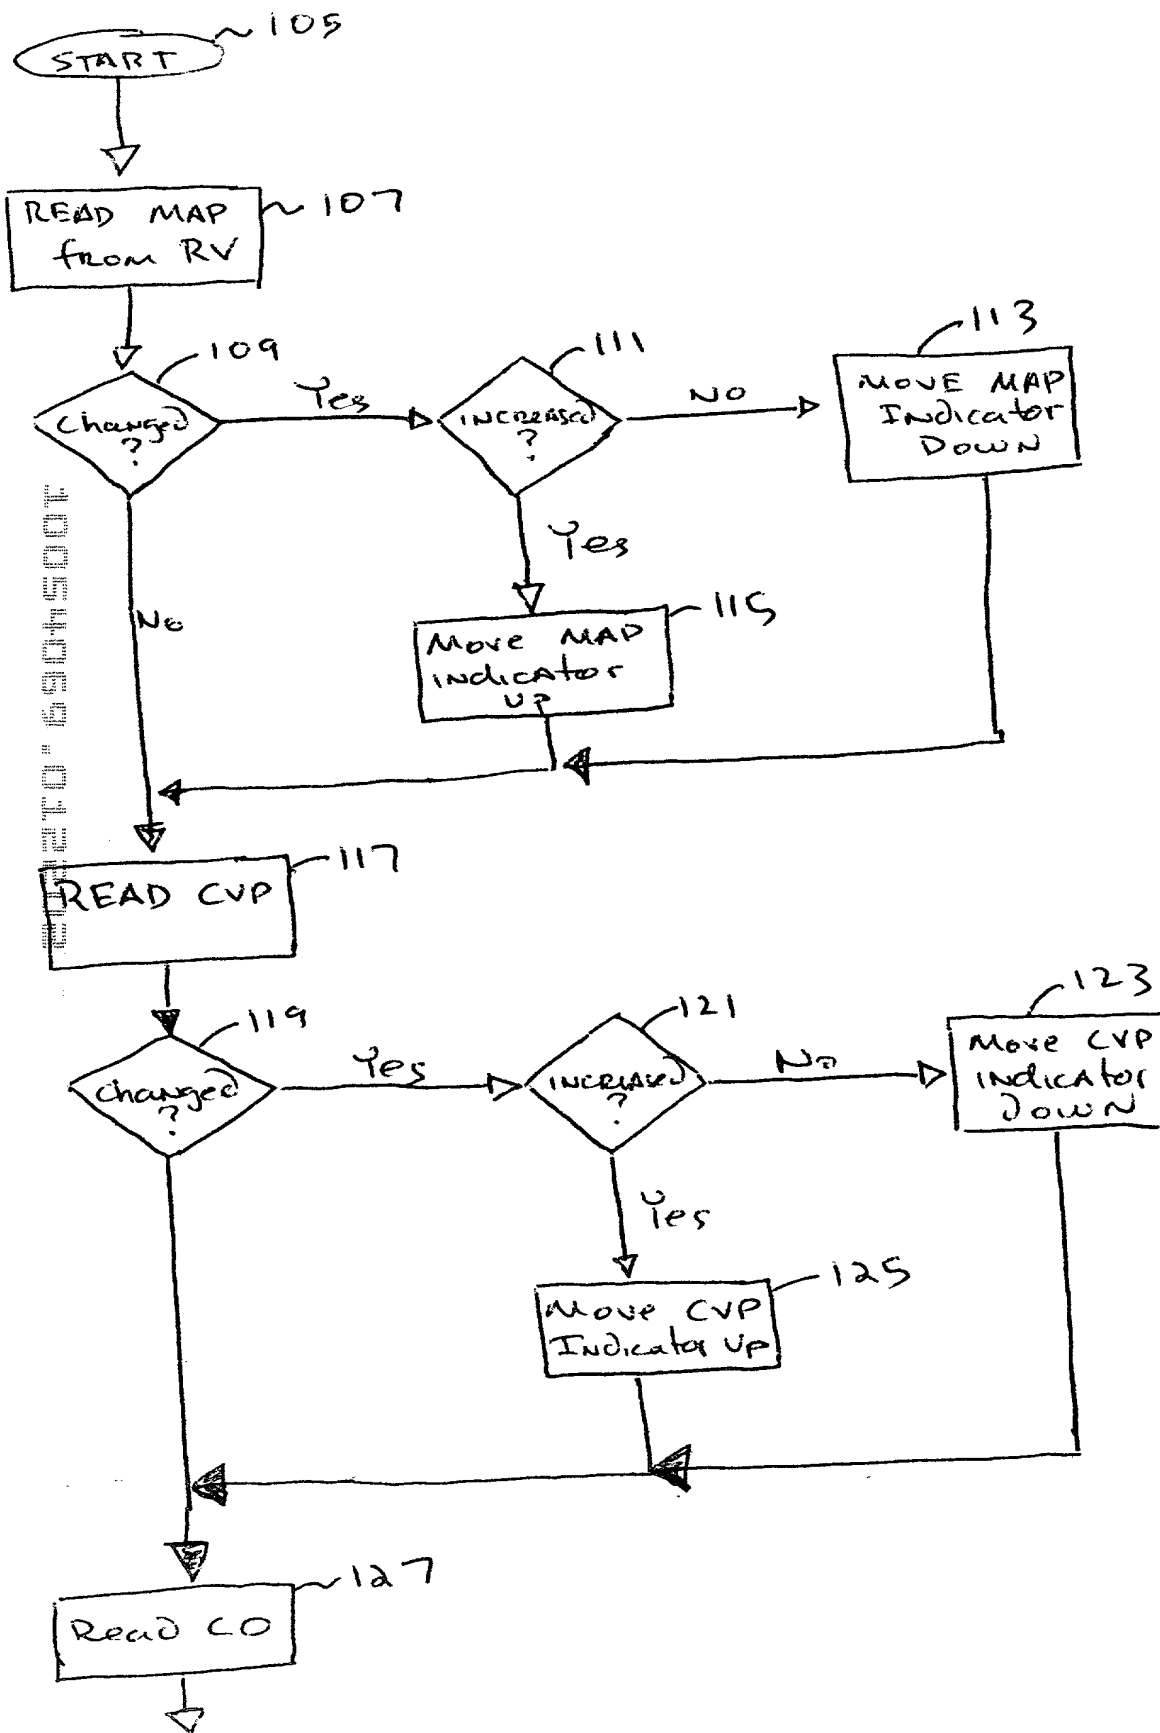 START
105
READ MAP
from RV
107
Changed
?
109
Yes
INCREASED
?
111
NO
MOVE MAP
Indicator
DOWN
113
Yes
No
Move MAP
INdicAtor
UP
115
READ CVP
117
Changed
?
119
Yes
INCREASED
?
121
No
Move CVP
INdicATor
DOWN
123
Yes
Move CVP
Indicator Up
125
Read CO
127